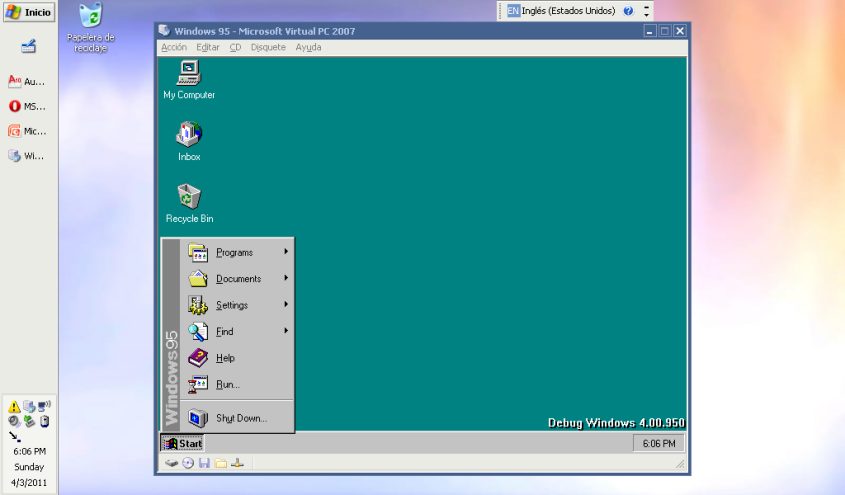 Inicio
Papelera de
reciclaje
EN Inglés (Estados Unidos)
Au...
MS...
Mic...
Wi...
Windows 95 - Microsoft Virtual PC 2007
Acción Editar CD Disquete Ayuda
My Computer
Inbox
Recycle Bin
Programs
Documents
Settings
Find
Help
Run...
Shut Down...
Windows95
Debug Windows 4.00.950
Start
6:06 PM
6:06 PM
Sunday
4/3/2011